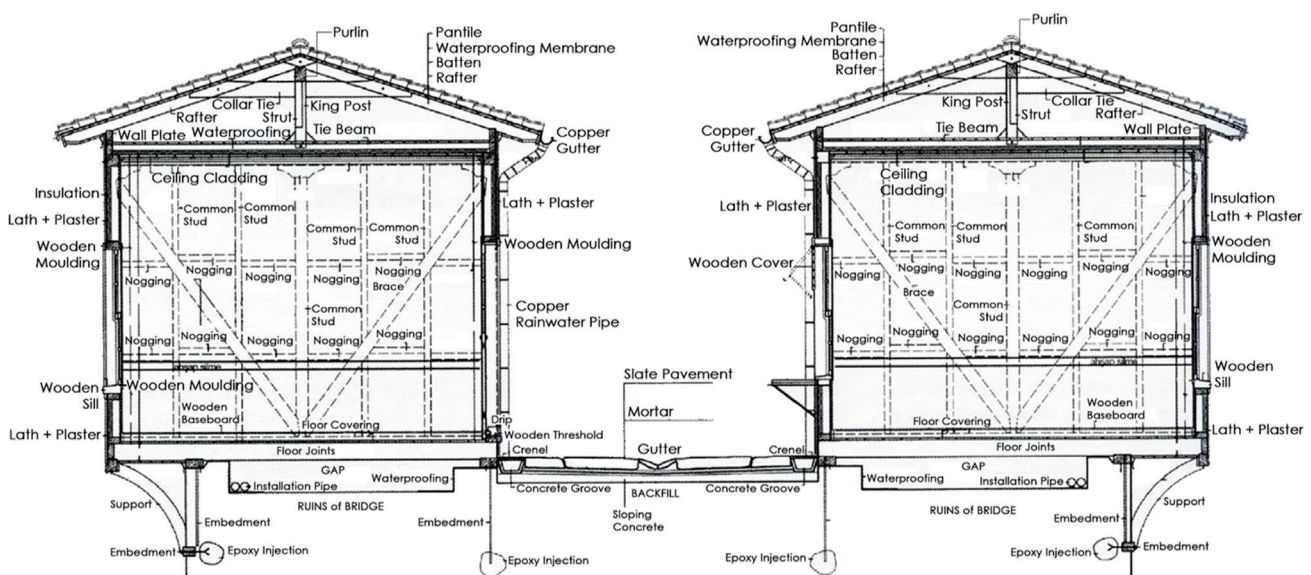 Purlin
Pantile
Waterproofing Membrane
Batten
Rafter
Collar Tie
King Post
Rafter
Strut
Wall Plate
Waterproofing
Tie Beam
Copper
Gutter
Ceiling Cladding
Insulation
Lath + Plaster
Lath + Plaster
Common
Stud
Common
Stud
Common
Stud
Common
Stud
Wooden
Moulding
Wooden Moulding
Nogging
Nogging
Nogging
Nogging
Nogging
Brace
Common
Stud
Copper
Rainwater Pipe
Nogging
Nogging
Nogging
Nogging
Nogging
Wooden
Sill
Wooden Moulding
Wooden
Baseboard
Floor Covering
Drip
Lath + Plaster
Wooden Threshold
Floor Joints
Crenel
GAP
Waterproofing
Installation Pipe
RUINS of BRIDGE
Support
Embedment
Embedment
Embedment
Epoxy Injection
Epoxy Injection
Slate Pavement
Mortar
Gutter
Crenel
Concrete Groove
BACKFILL
Concrete Groove
Sloping
Concrete
Purlin
Pantile
Waterproofing Membrane
Batten
Rafter
King Post
Collar Tie
Strut
Rafter
Copper
Gutter
Tie Beam
Wall Plate
Ceiling
Cladding
Lath + Plaster
Insulation
Lath + Plaster
Common
Stud
Common
Stud
Common
Stud
Wooden
Moulding
Wooden Cover
Nogging
Nogging
Nogging
Nogging
Nogging
Brace
Common
Stud
Nogging
Nogging
Nogging
Nogging
Nogging
Wooden
Sill
Wooden
Baseboard
Floor Covering
Lath + Plaster
Floor Joints
GAP
Waterproofing
Installation Pipe
RUINS of BRIDGE
Support
Embedment
Embedment
Epoxy Injection
Epoxy Injection